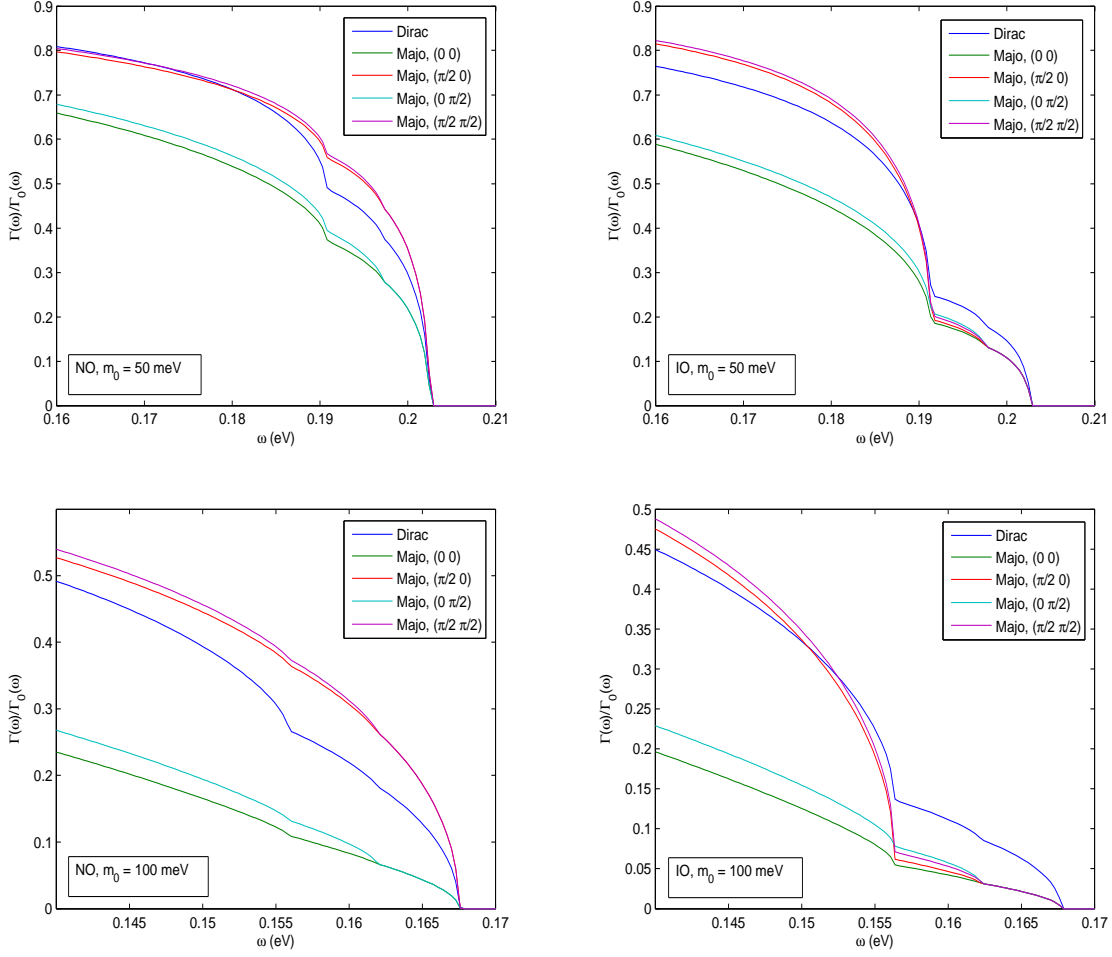 0.9
0.8
0.7
0.6
0.5
0.4
0.3
0.2
0.1
0
0.16 0.17 0.18 0.19 0.2 0.21
ω (eV)
Γ(ω)/Γ₀(ω)
Dirac
Majo, (0 0)
Majo, (π/2 0)
Majo, (0 π/2)
Majo, (π/2 π/2)
NO, m₀ = 50 meV
0.9
0.8
0.7
0.6
0.5
0.4
0.3
0.2
0.1
0
0.16 0.17 0.18 0.19 0.2 0.21
ω (eV)
Γ(ω)/Γ₀(ω)
Dirac
Majo, (0 0)
Majo, (π/2 0)
Majo, (0 π/2)
Majo, (π/2 π/2)
IO, m₀ = 50 meV
0.5
0.4
0.3
0.2
0.1
0
0.145 0.15 0.155 0.16 0.165 0.17
ω (eV)
Γ(ω)/Γ₀(ω)
Dirac
Majo, (0 0)
Majo, (π/2 0)
Majo, (0 π/2)
Majo, (π/2 π/2)
NO, m₀ = 100 meV
0.5
0.45
0.4
0.35
0.3
0.25
0.2
0.15
0.1
0.05
0
0.145 0.15 0.155 0.16 0.165 0.17
ω (eV)
Γ(ω)/Γ₀(ω)
Dirac
Majo, (0 0)
Majo, (π/2 0)
Majo, (0 π/2)
Majo, (π/2 π/2)
IO, m₀ = 100 meV